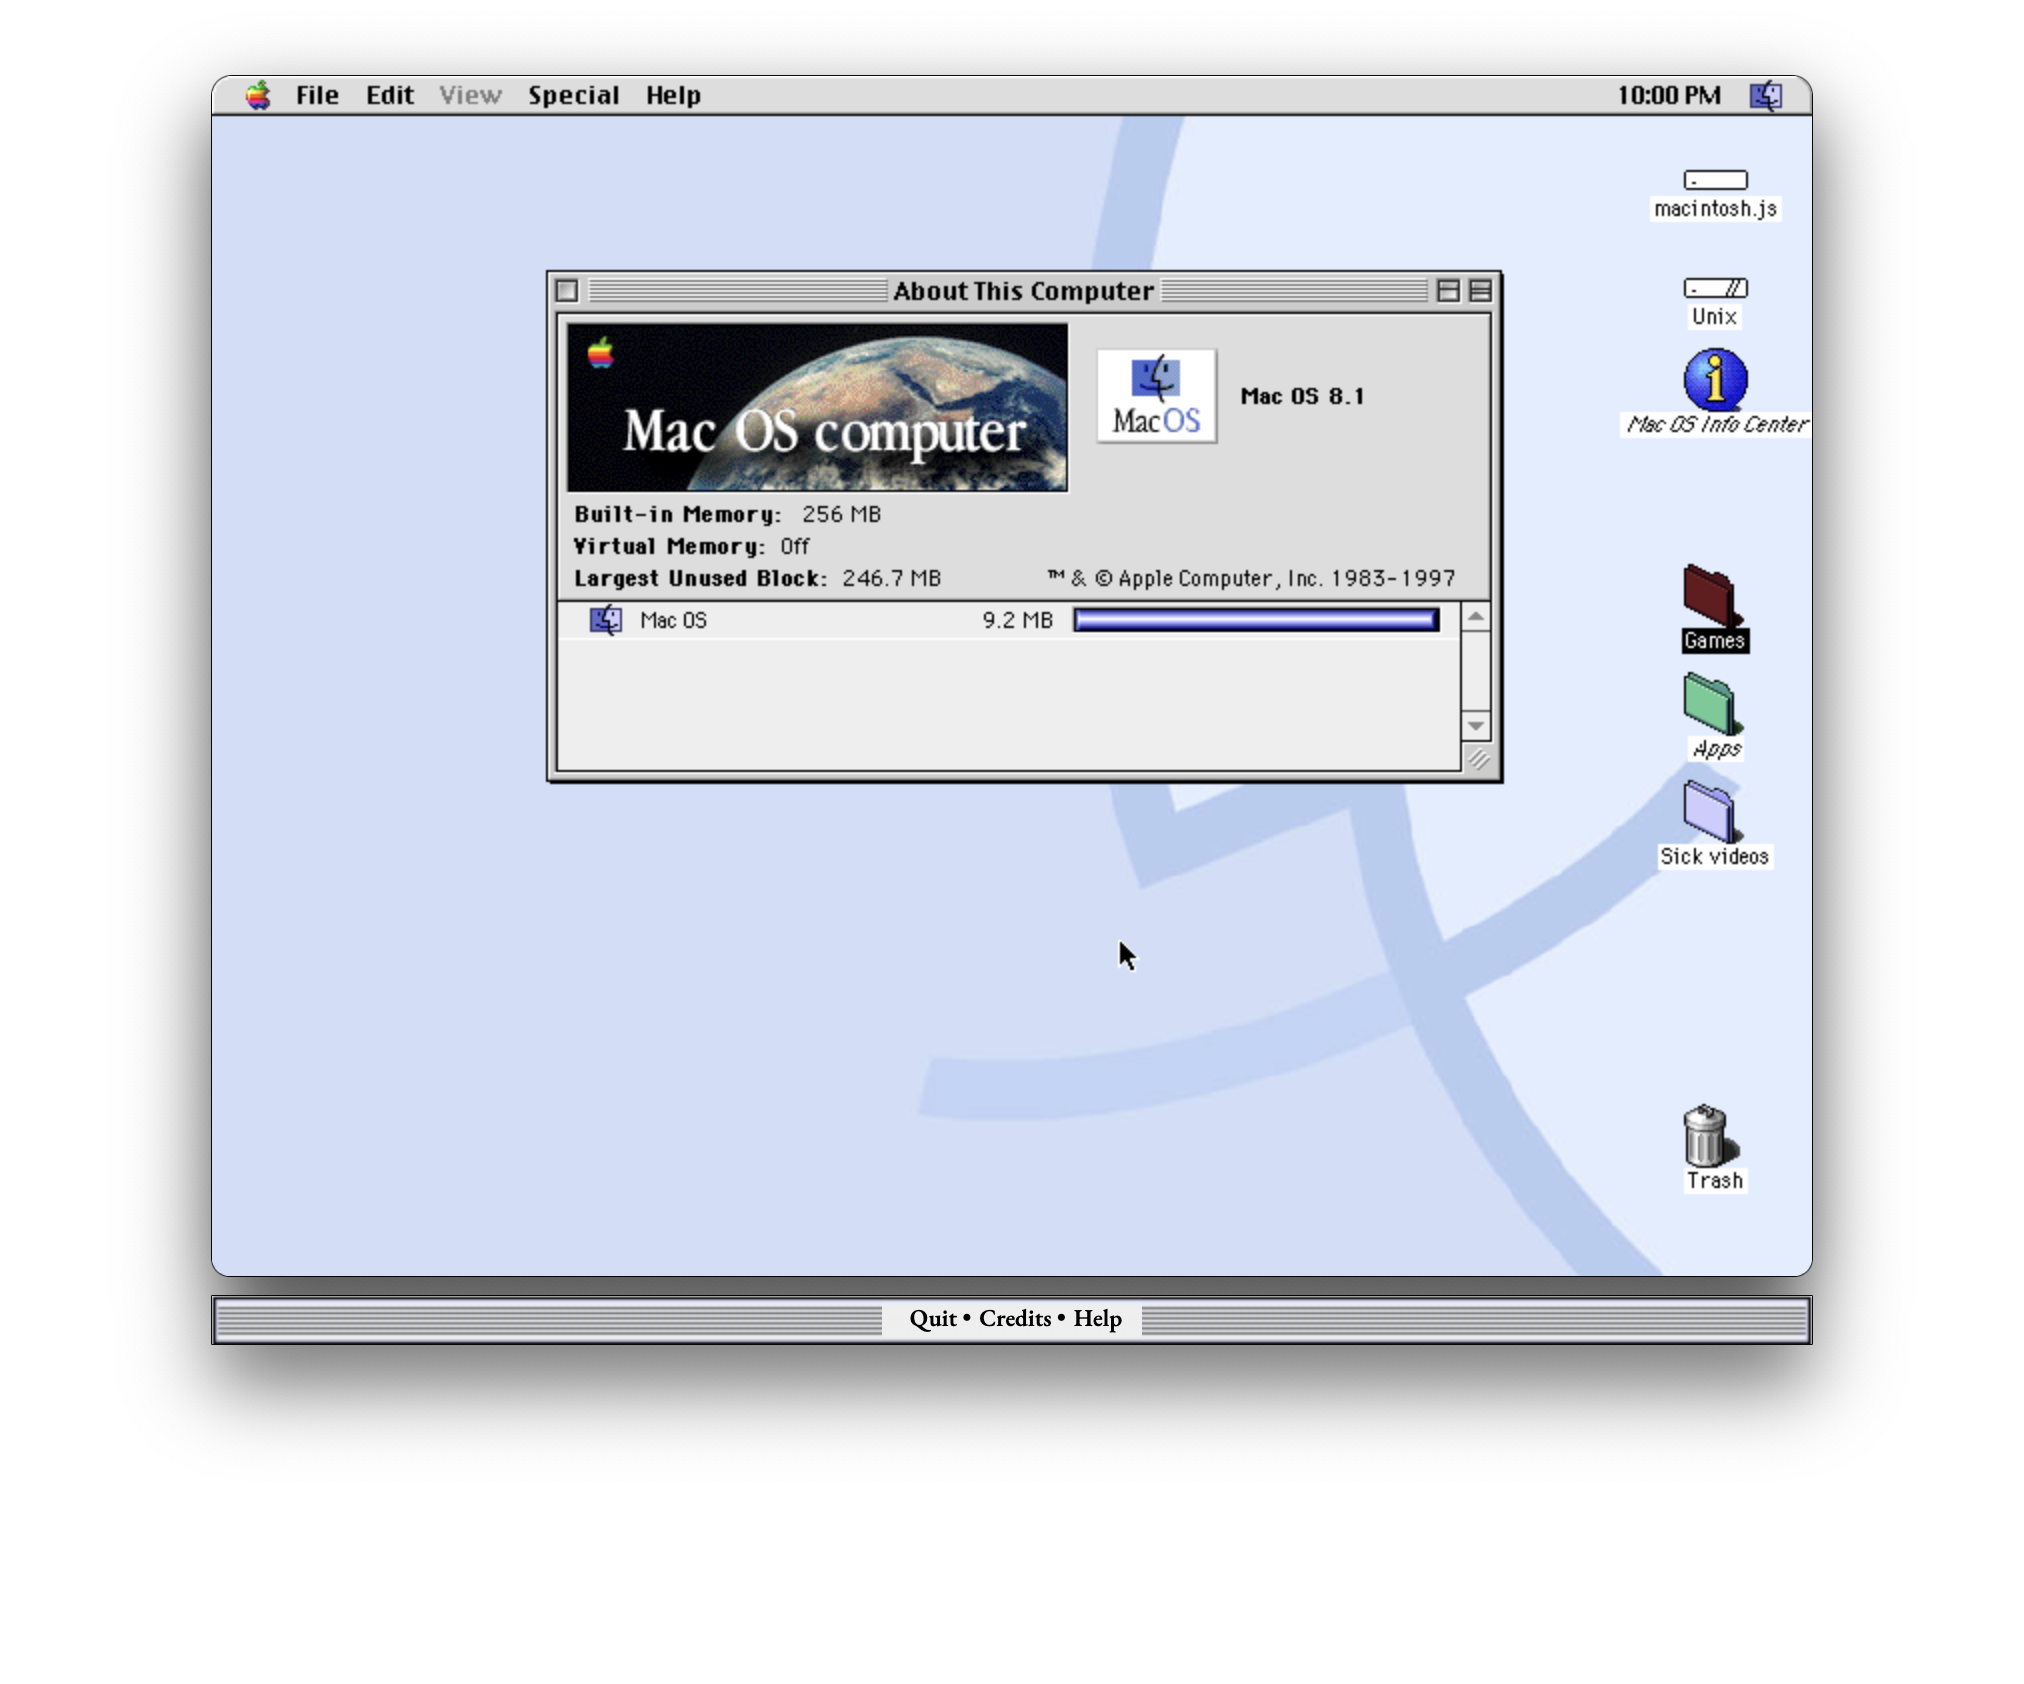 File Edit View Special Help 10:00 PM
macintosh.js
Unix
Mac OS Info Center
Games
Apps
Sick videos
Trash
About This Computer
Mac OS computer
MacOS
Mac OS 8.1
Built-in Memory: 256 MB
Virtual Memory: Off
Largest Unused Block: 246.7 MB ™ & © Apple Computer, Inc. 1983-1997
Mac OS 9.2 MB
Quit • Credits • Help